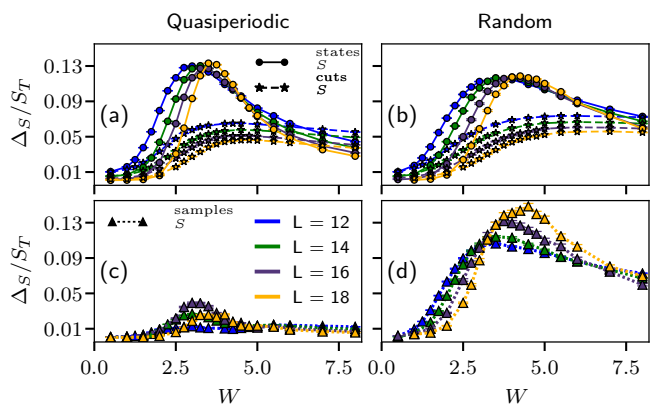 Quasiperiodic
Random
Δ_S/S_T
0.13
0.09
0.05
0.01
(a)
states
S
cuts
S
(b)
Δ_S/S_T
0.13
0.09
0.05
0.01
samples
S
L = 12
L = 14
L = 16
L = 18
(c)
(d)
0.0 2.5 5.0 7.5
0.0 2.5 5.0 7.5
W
W